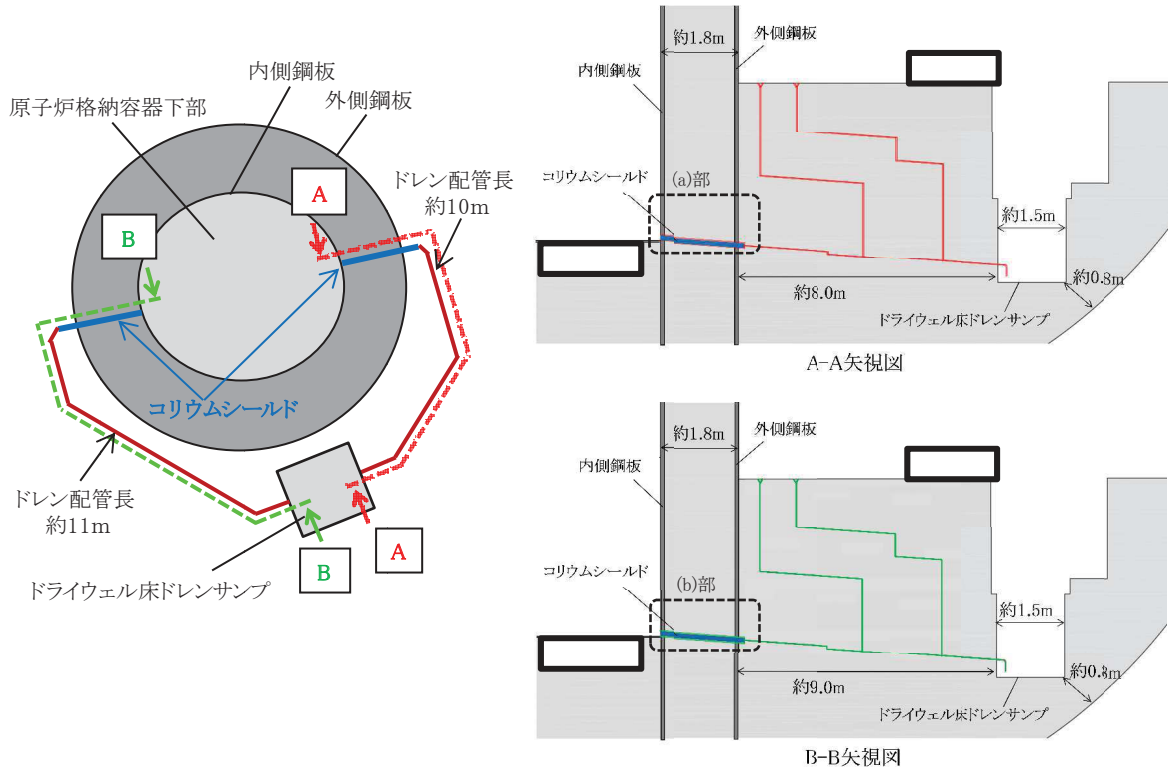 内側鋼板
原子炉格納容器下部
外側鋼板
A
B
ドレン配管長
約10m
コリウムシールド
ドレン配管長
約11m
B
A
ドライウェル床ドレンサンプ
約1.8m
外側鋼板
内側鋼板
コリウムシールド
(a)部
約1.5m
約0.8m
約8.0m
ドライウェル床ドレンサンプ
A-A矢視図
約1.8m
外側鋼板
内側鋼板
コリウムシールド
(b)部
約1.5m
約9.0m
ドライウェル床ドレンサンプ
B-B矢視図